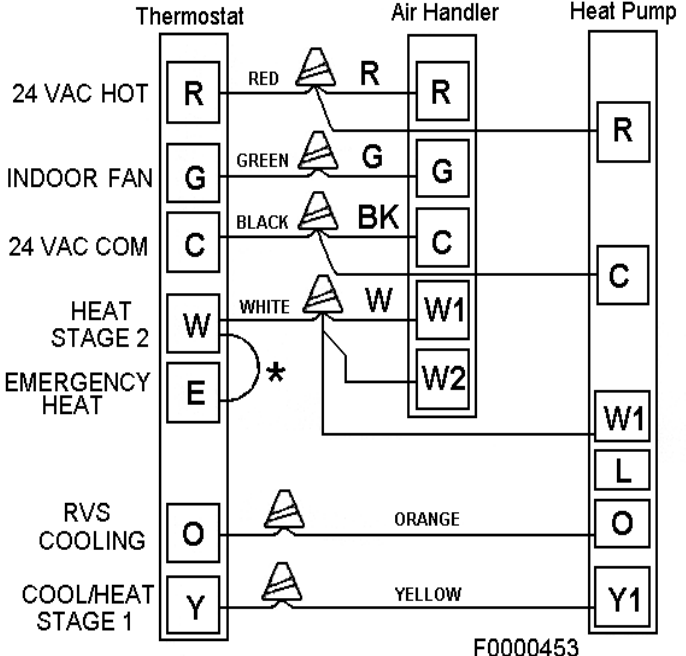 Thermostat
Air Handler
Heat Pump
24 VAC HOT
R
RED
R
R
R
INDOOR FAN
G
GREEN
G
G
24 VAC COM
C
BLACK
BK
C
C
HEAT
STAGE 2
W
WHITE
W
W1
*
EMERGENCY
HEAT
E
W2
W1
L
RVS
COOLING
O
ORANGE
O
COOL/HEAT
STAGE 1
Y
YELLOW
Y1
F0000453